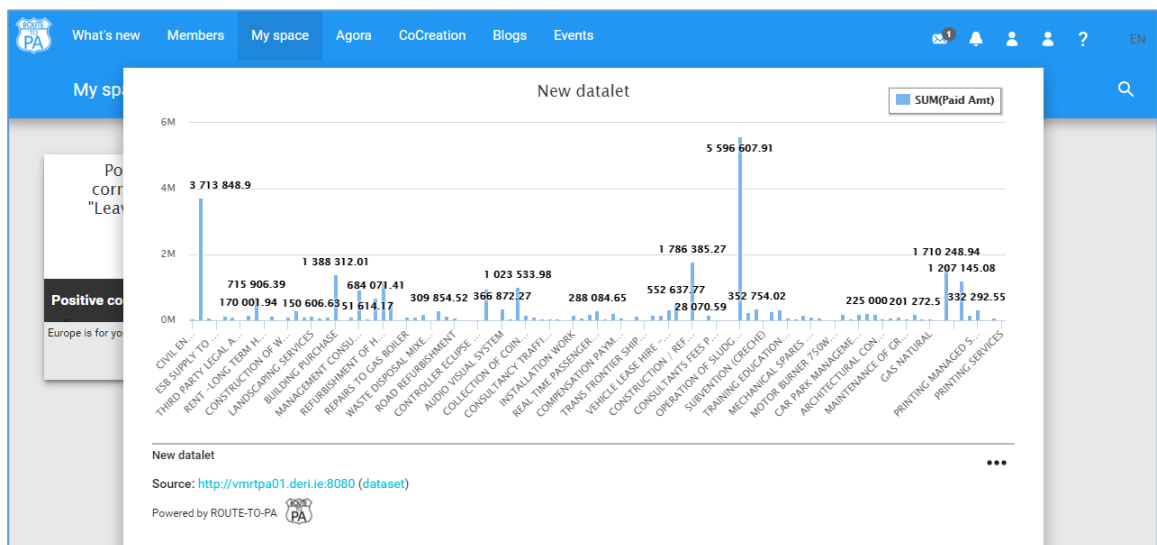 ROUTE
TO
PA
What's new
Members
My space
Agora
CoCreation
Blogs
Events
1
?
EN
My spa
New datalet
SUM(Paid Amt)
6M
4M
2M
0M
5 596 607.91
3 713 848.9
1 786 385.27
1 710 248.94
1 388 312.01
1 207 145.08
715 906.39
684 071.41
1 023 533.98
552 637.77
170 001.94
150 606.63
51 614.17
309 854.52
366 872.27
288 084.65
28 070.59
352 754.02
225 000
201 272.5
332 292.55
CIVIL EN...
ESB SUPPLY TO ...
THIRD PARTY LEGAL A...
RENT -LONG TERM H...
CONSTRUCTION OF W...
LANDSCAPING SERVICES
BUILDING PURCHASE
MANAGEMENT CONSU...
REFURBISHMENT OF H...
REPAIRS TO GAS BOILER
WASTE DISPOSAL MIXE...
ROAD REFURBISHMENT
CONTROLLER ECLIPSE ...
AUDIO VISUAL SYSTEM
COLLECTION OF COIN...
CONSULTANCY TRAFFI...
INSTALLATION WORK
REAL TIME PASSENGER...
COMPENSATION PAYM...
TRANS FRONTIER SHIP...
VEHICLE LEASE HIRE -...
CONSTRUCTION / REF...
CONSULTANTS FEES P...
OPERATION OF SLUDG...
SUBVENTION (CRECHE)
TRAINING EDUCATION...
MECHANICAL SPARES ...
MOTOR BURNER 750W...
CAR PARK MANAGEME...
ARCHITECTURAL CON...
MAINTENANCE OF GR...
GAS NATURAL
PRINTING MANAGED S...
PRINTING SERVICES
Po
corr
"Leav
Positive co
Europe is for yo
New datalet
Source: http://vmrtpa01.deri.ie:8080 (dataset)
Powered by ROUTE-TO-PA
ROUTE
TO
PA